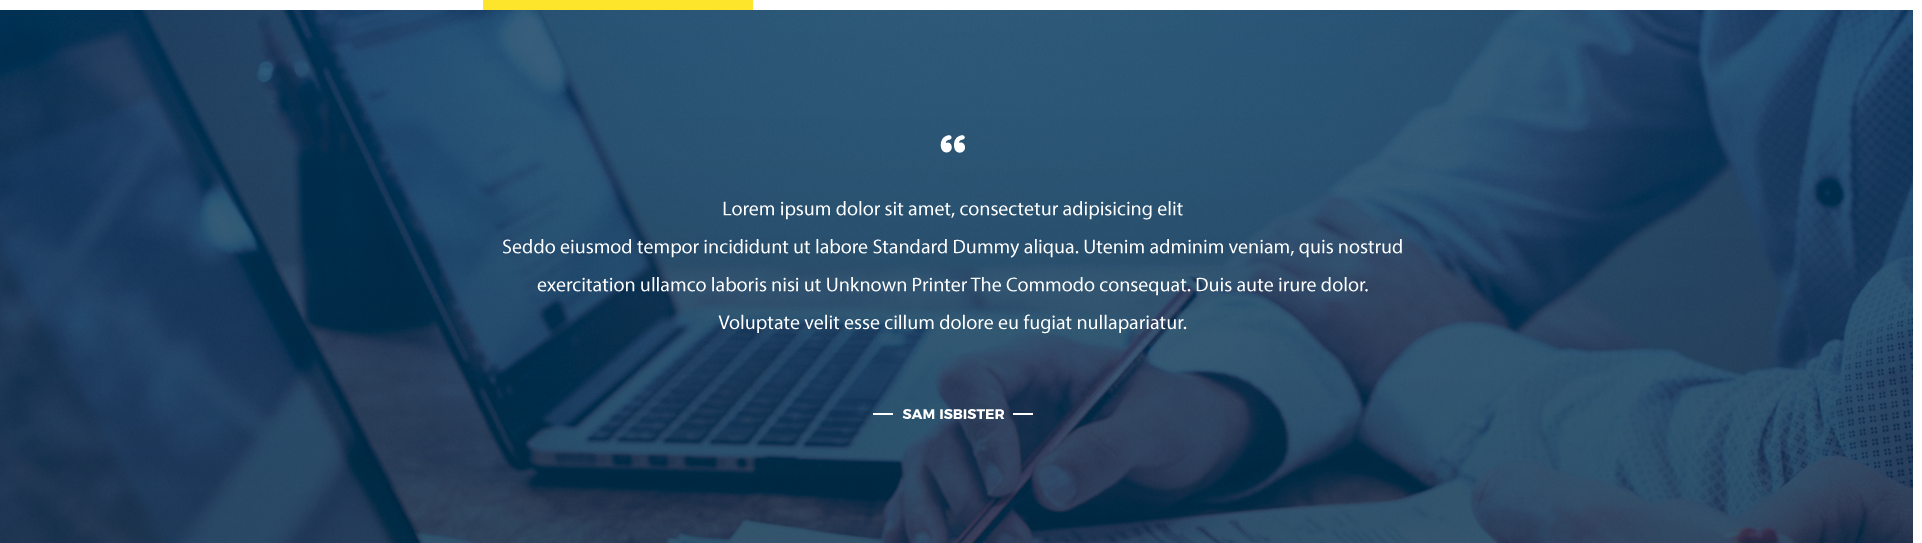 “
Lorem ipsum dolor sit amet, consectetur adipisicing elit
Seddo eiusmod tempor incididunt ut labore Standard Dummy aliqua. Utenim adminim veniam, quis nostrud
exercitation ullamco laboris nisi ut Unknown Printer The Commodo consequat. Duis aute irure dolor.
Voluptate velit esse cillum dolore eu fugiat nullapariatur.
— SAM ISBISTER —